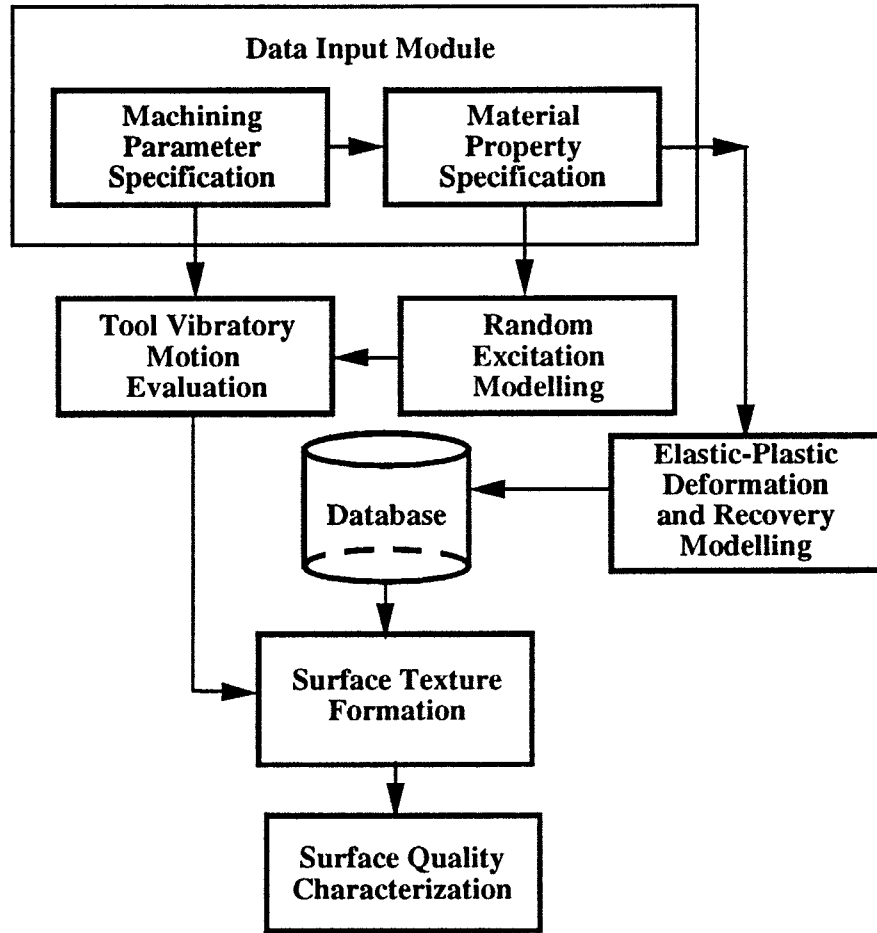 Data Input Module
Machining
Parameter
Specification
Material
Property
Specification
Tool Vibratory
Motion
Evaluation
Random
Excitation
Modelling
Elastic-Plastic
Deformation
and Recovery
Modelling
Database
Surface Texture
Formation
Surface Quality
Characterization